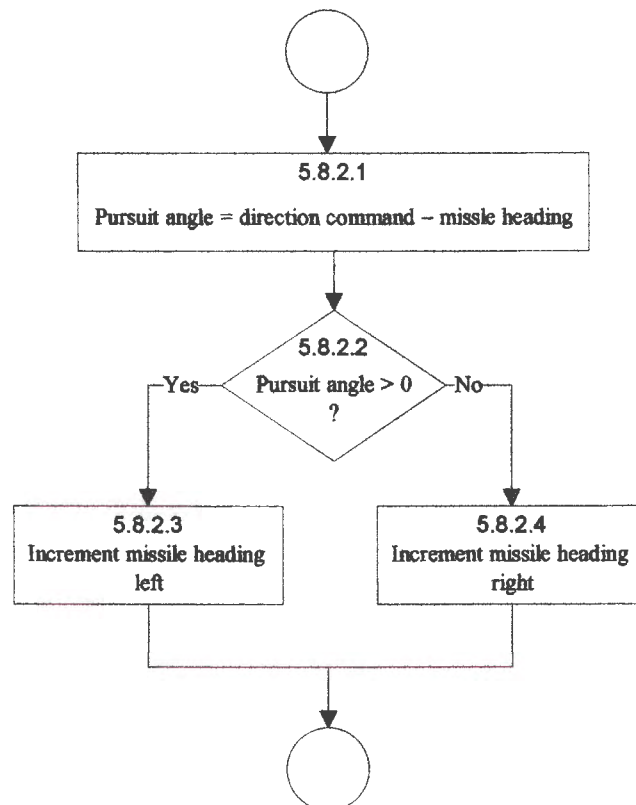 5.8.2.1
Pursuit angle = direction command – missle heading
5.8.2.2
Pursuit angle > 0
?
Yes
No
5.8.2.3
Increment missile heading
left
5.8.2.4
Increment missile heading
right